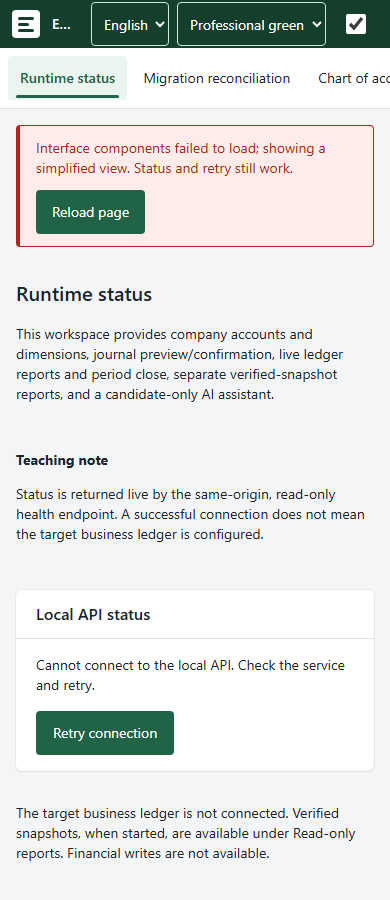 E...
English
Professional green
Runtime status
Migration reconciliation
Chart of acc
Interface components failed to load; showing a
simplified view. Status and retry still work.
Reload page
Runtime status
This workspace provides company accounts and
dimensions, journal preview/confirmation, live ledger
reports and period close, separate verified-snapshot
reports, and a candidate-only AI assistant.
Teaching note
Status is returned live by the same-origin, read-only
health endpoint. A successful connection does not mean
the target business ledger is configured.
Local API status
Cannot connect to the local API. Check the service
and retry.
Retry connection
The target business ledger is not connected. Verified
snapshots, when started, are available under Read-only
reports. Financial writes are not available.